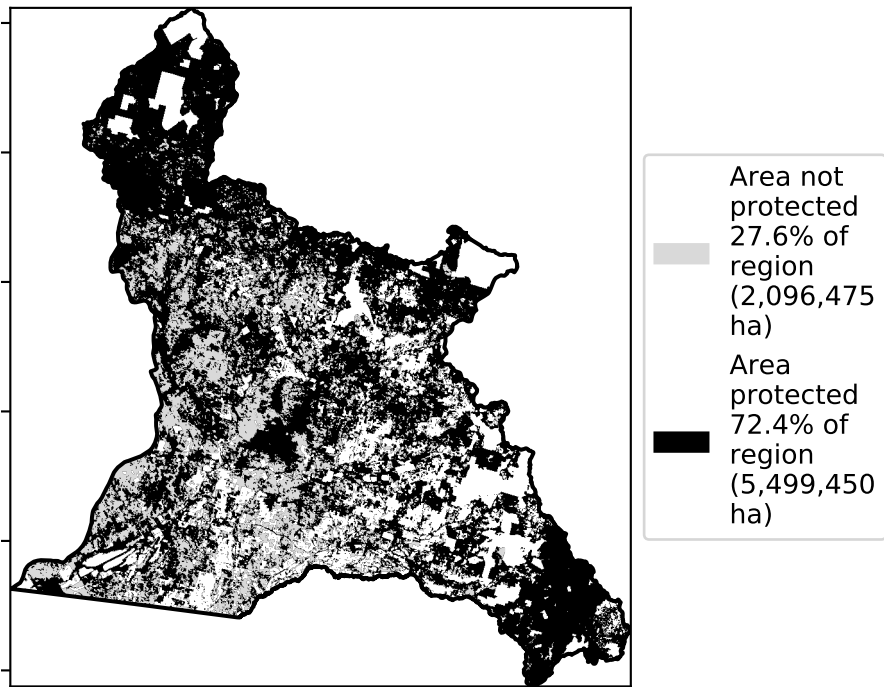 Area not
protected
27.6% of
region
(2,096,475
ha)
Area
protected
72.4% of
region
(5,499,450
ha)